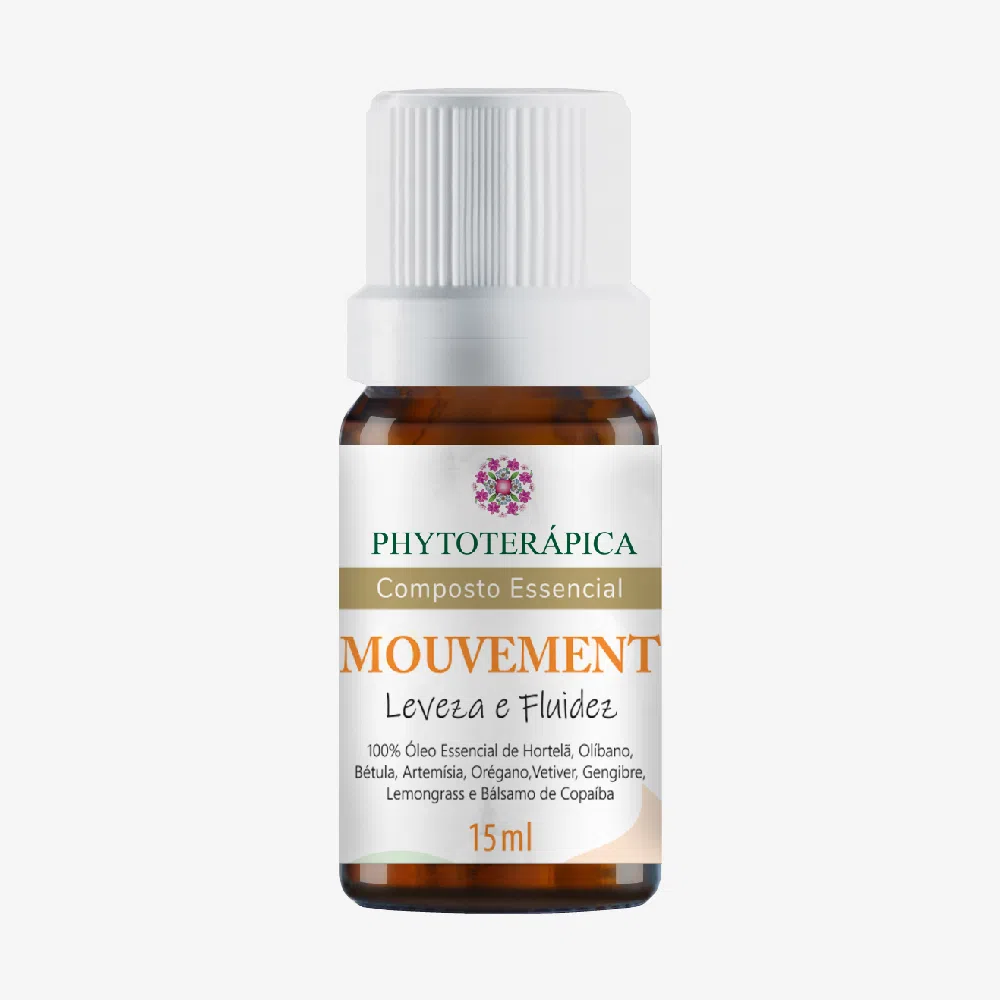 PHYTOTERÁPICA
Composto Essencial
MOUVEMENT
Leveza e Fluidez
100% Óleo Essencial de Hortelã, Olíbano,
Bétula, Artemísia, Orégano,Vetiver, Gengibre,
Lemongrass e Bálsamo de Copaíba
15ml